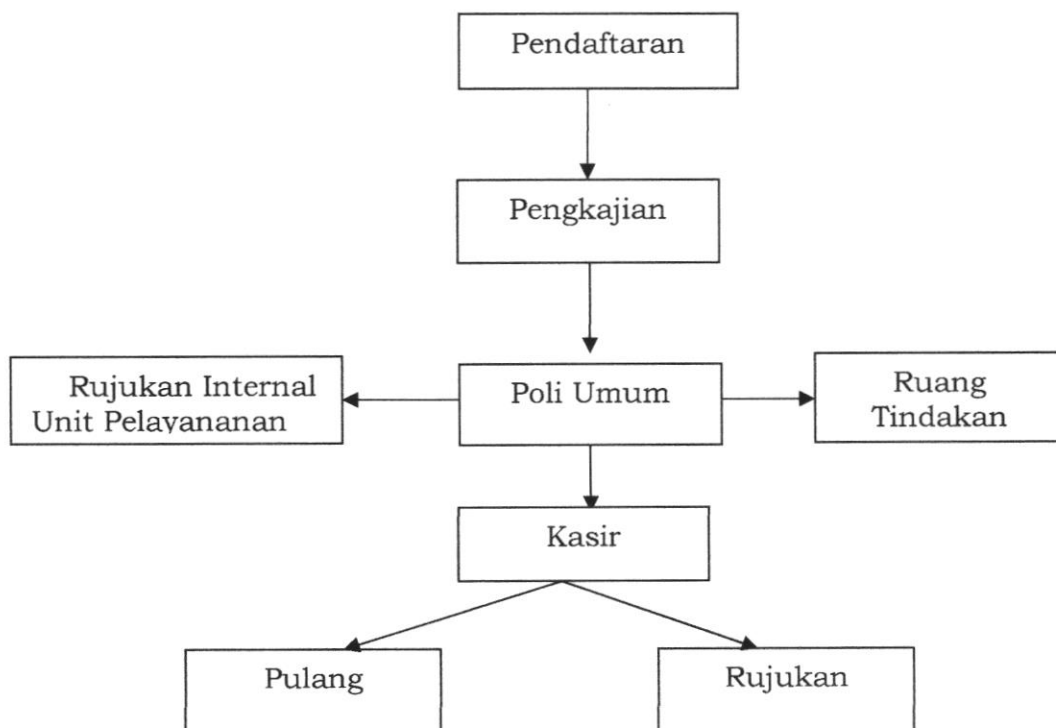 Pendaftaran
Pengkajian
Rujukan Internal
Unit Pelayananan
Poli Umum
Ruang
Tindakan
Kasir
Pulang
Rujukan